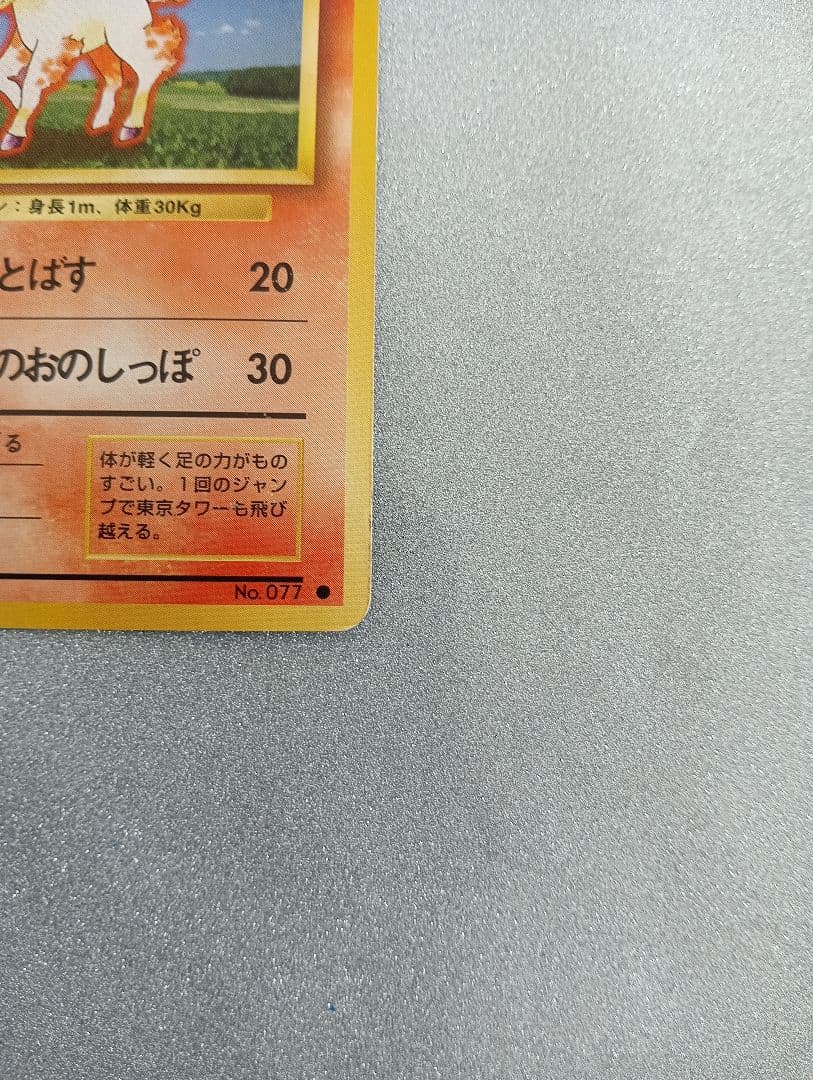 ：身長1m、体重30Kg
とばす 20
のおのしっぽ 30
る
体が軽く足の力がもの
すごい。１回のジャン
プで東京タワーも飛び
越える。
No.077 ●